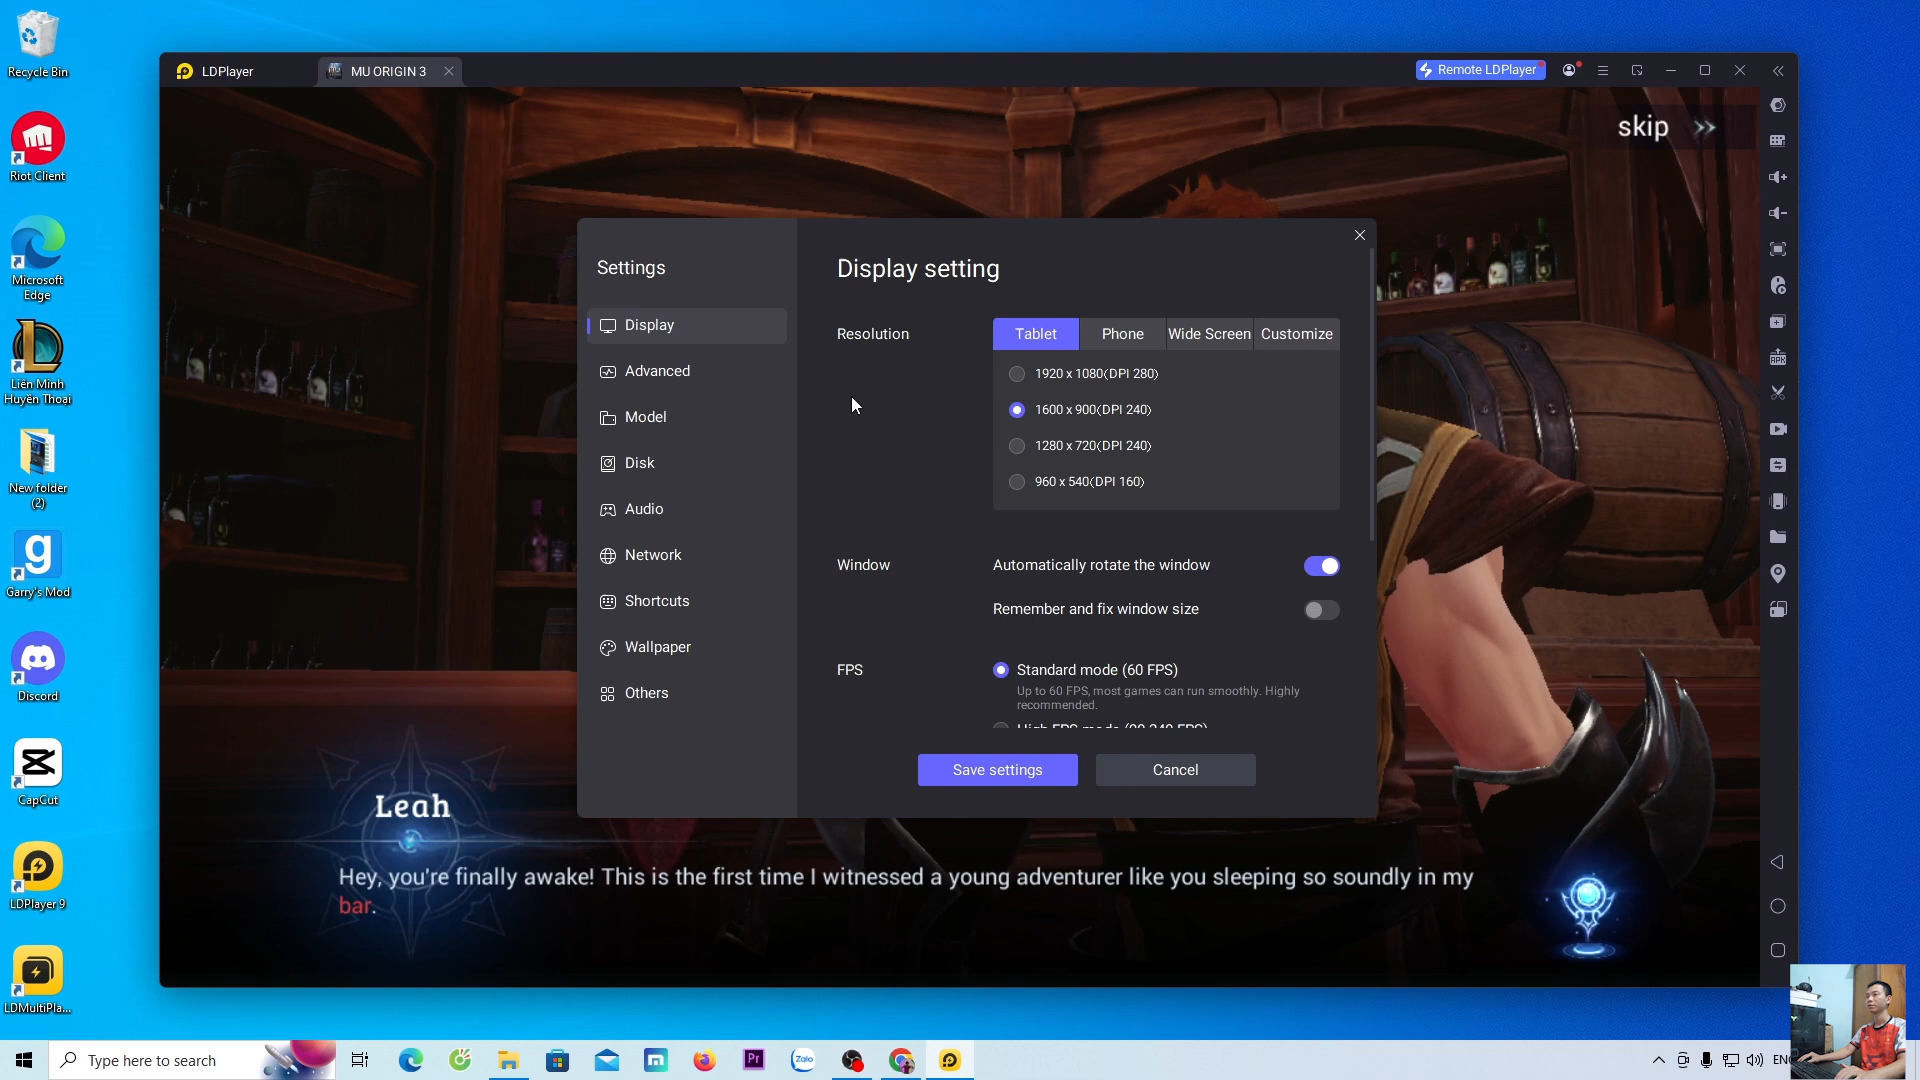 Recycle Bin
Riot Client
Microsoft
Edge
Liên Minh
Huyền Thoại
New folder
(2)
Garry's Mod
Discord
CapCut
LDPlayer 9
LDMultiPla...
LDPlayer
MU ORIGIN 3
Remote LDPlayer
skip
Settings
Display
Advanced
Model
Disk
Audio
Network
Shortcuts
Wallpaper
Others
Display setting
Resolution
Tablet
Phone
Wide Screen
Customize
1920 x 1080(DPI 280)
1600 x 900(DPI 240)
1280 x 720(DPI 240)
960 x 540(DPI 160)
Window
Automatically rotate the window
Remember and fix window size
FPS
Standard mode (60 FPS)
Up to 60 FPS, most games can run smoothly. Highly
recommended.
Save settings
Cancel
Leah
Hey, you're finally awake! This is the first time I witnessed a young adventurer like you sleeping so soundly in my
bar.
Type here to search
Pr
Zalo